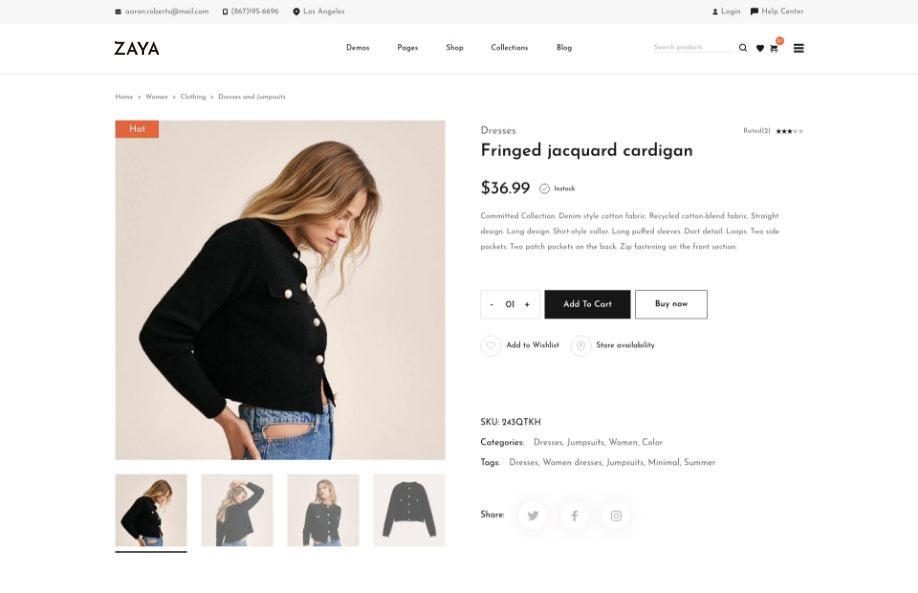 aaron.roberts@mail.com (867)195-6696 Los Angeles Login Help Center
ZAYA Demos Pages Shop Collections Blog Search products
Home > Women > Clothing > Dresses and Jumpsuits
Hot
Dresses Rated(2)
Fringed jacquard cardigan
$36.99 Instock
Committed Collection. Denim style cotton fabric. Recycled cotton-blend fabric. Straight
design. Long design. Shirt-style collar. Long puffed sleeves. Dart detail. Loops. Two side
pockets. Two patch pockets on the back. Zip fastening on the front section.
- 01 + Add To Cart Buy now
Add to Wishlist Store availability
SKU: 243QTKH
Categories: Dresses, Jumpsuits, Women, Color
Tags: Dresses, Women dresses, Jumpsuits, Minimal, Summer
Share: